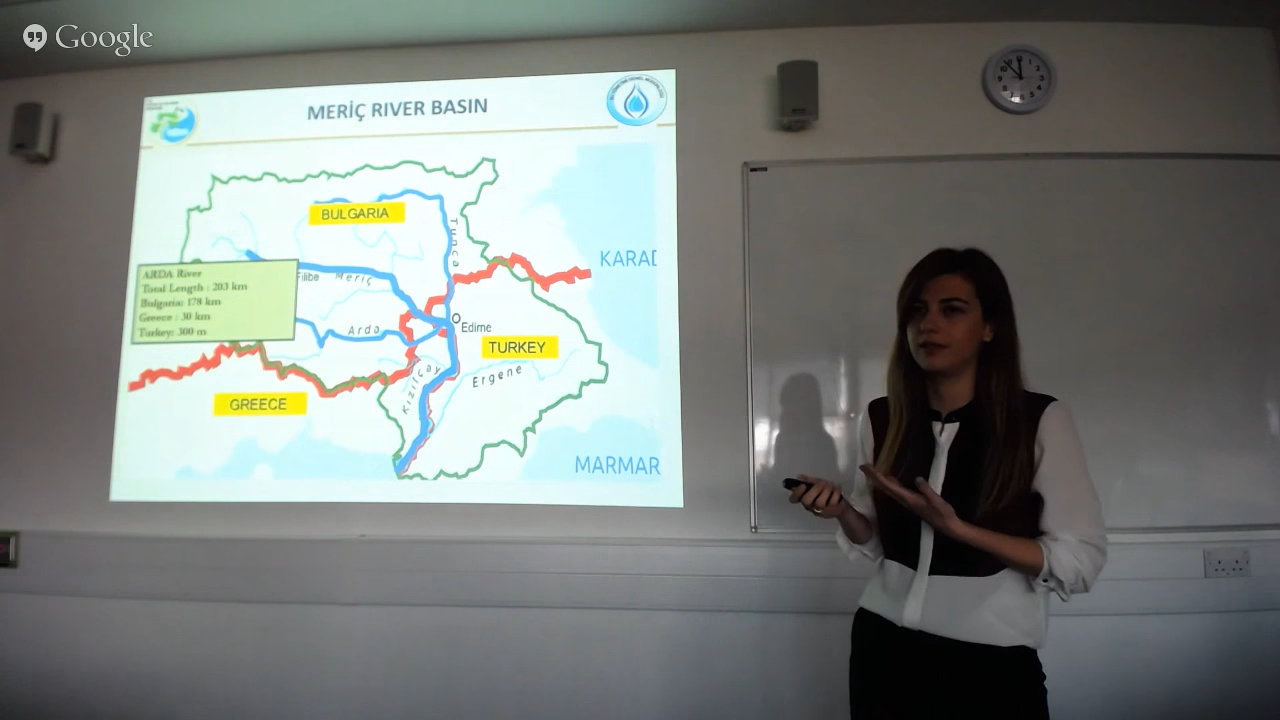 Google
MERIÇ RIVER BASIN
BULGARIA
Tunca
KARAD
ARDA River
Total Length : 203 km
Bulgaria: 178 km
Greece : 30 km
Turkey: 300 m
Filibe
Meriç
Arda
Edirne
TURKEY
Ergene
Kızılçay
GREECE
MARMAR